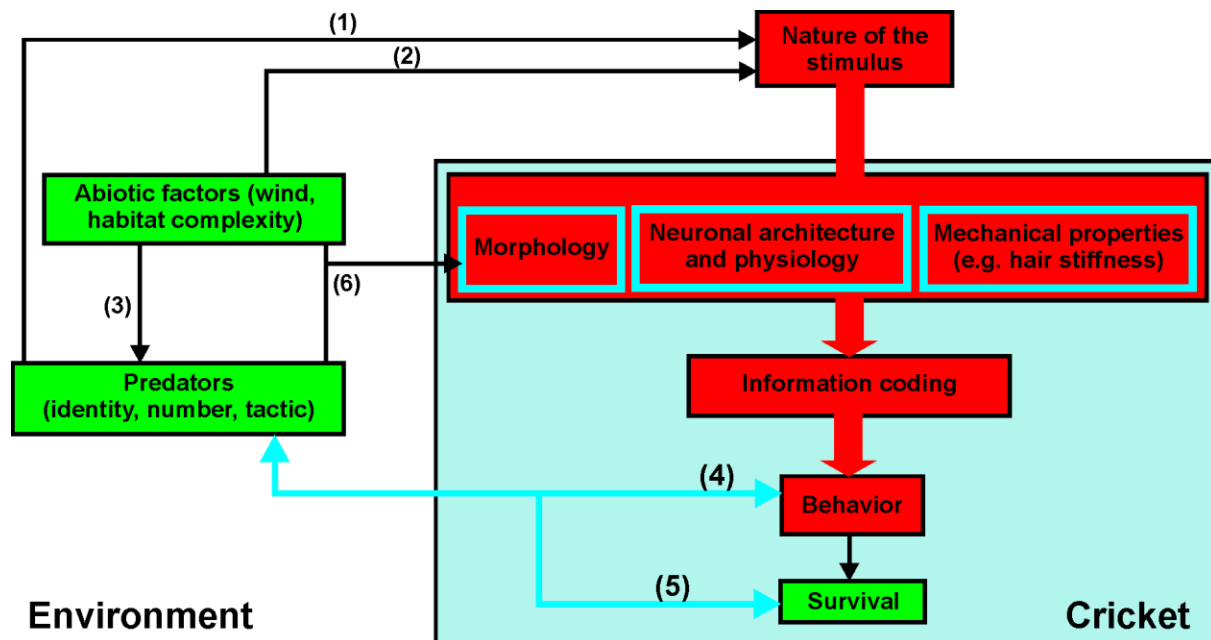 (1)
Nature of the
stimulus
(2)
Abiotic factors (wind,
habitat complexity)
Morphology
Neuronal architecture
and physiology
Mechanical properties
(e.g. hair stiffness)
(3)
(6)
Predators
(identity, number, tactic)
Information coding
(4)
Behavior
(5)
Survival
Environment
Cricket